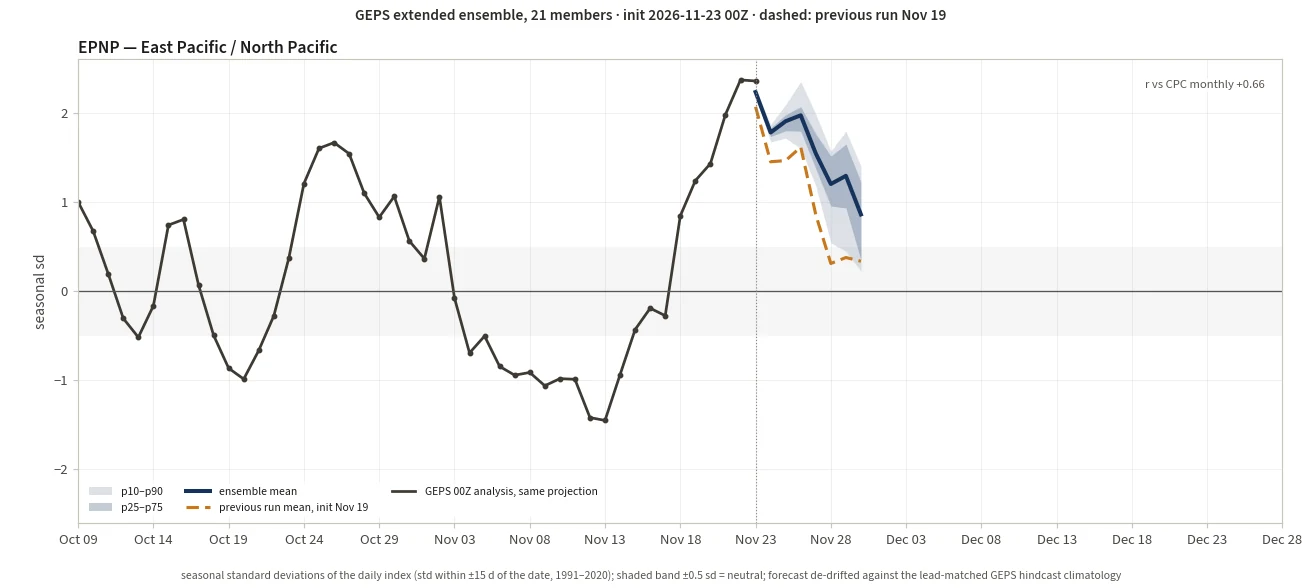 GEPS extended ensemble, 21 members · init 2026-11-23 00Z · dashed: previous run Nov 19
EPNP — East Pacific / North Pacific
r vs CPC monthly +0.66
seasonal sd
2
1
0
−1
−2
p10–p90
ensemble mean
GEPS 00Z analysis, same projection
p25–p75
previous run mean, init Nov 19
Oct 09 Oct 14 Oct 19 Oct 24 Oct 29 Nov 03 Nov 08 Nov 13 Nov 18 Nov 23 Nov 28 Dec 03 Dec 08 Dec 13 Dec 18 Dec 23 Dec 28
seasonal standard deviations of the daily index (std within ±15 d of the date, 1991–2020); shaded band ±0.5 sd = neutral; forecast de-drifted against the lead-matched GEPS hindcast climatology